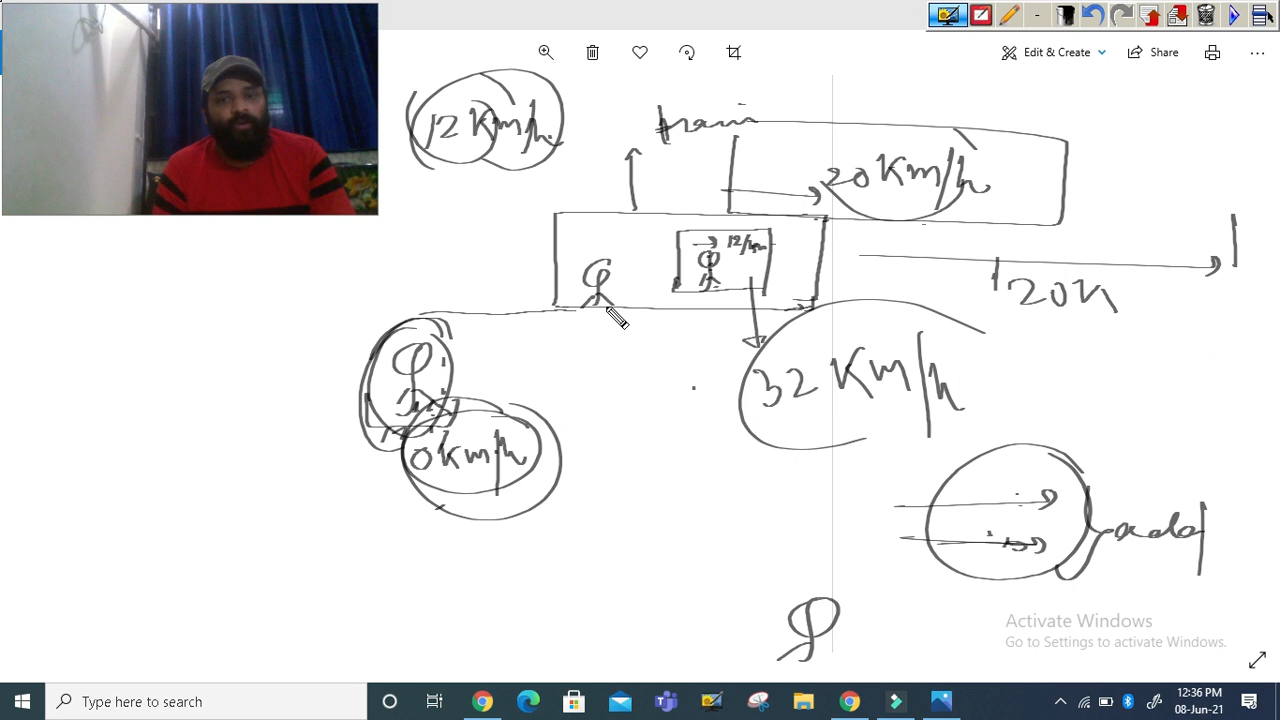 Edit & Create
Share
12 Km/h
train
20 Km/h
12/km
20K
0 Km/h
32 Km/h
Activate Windows
Go to Settings to activate Windows.
Type here to search
12:36 PM
08-Jun-21